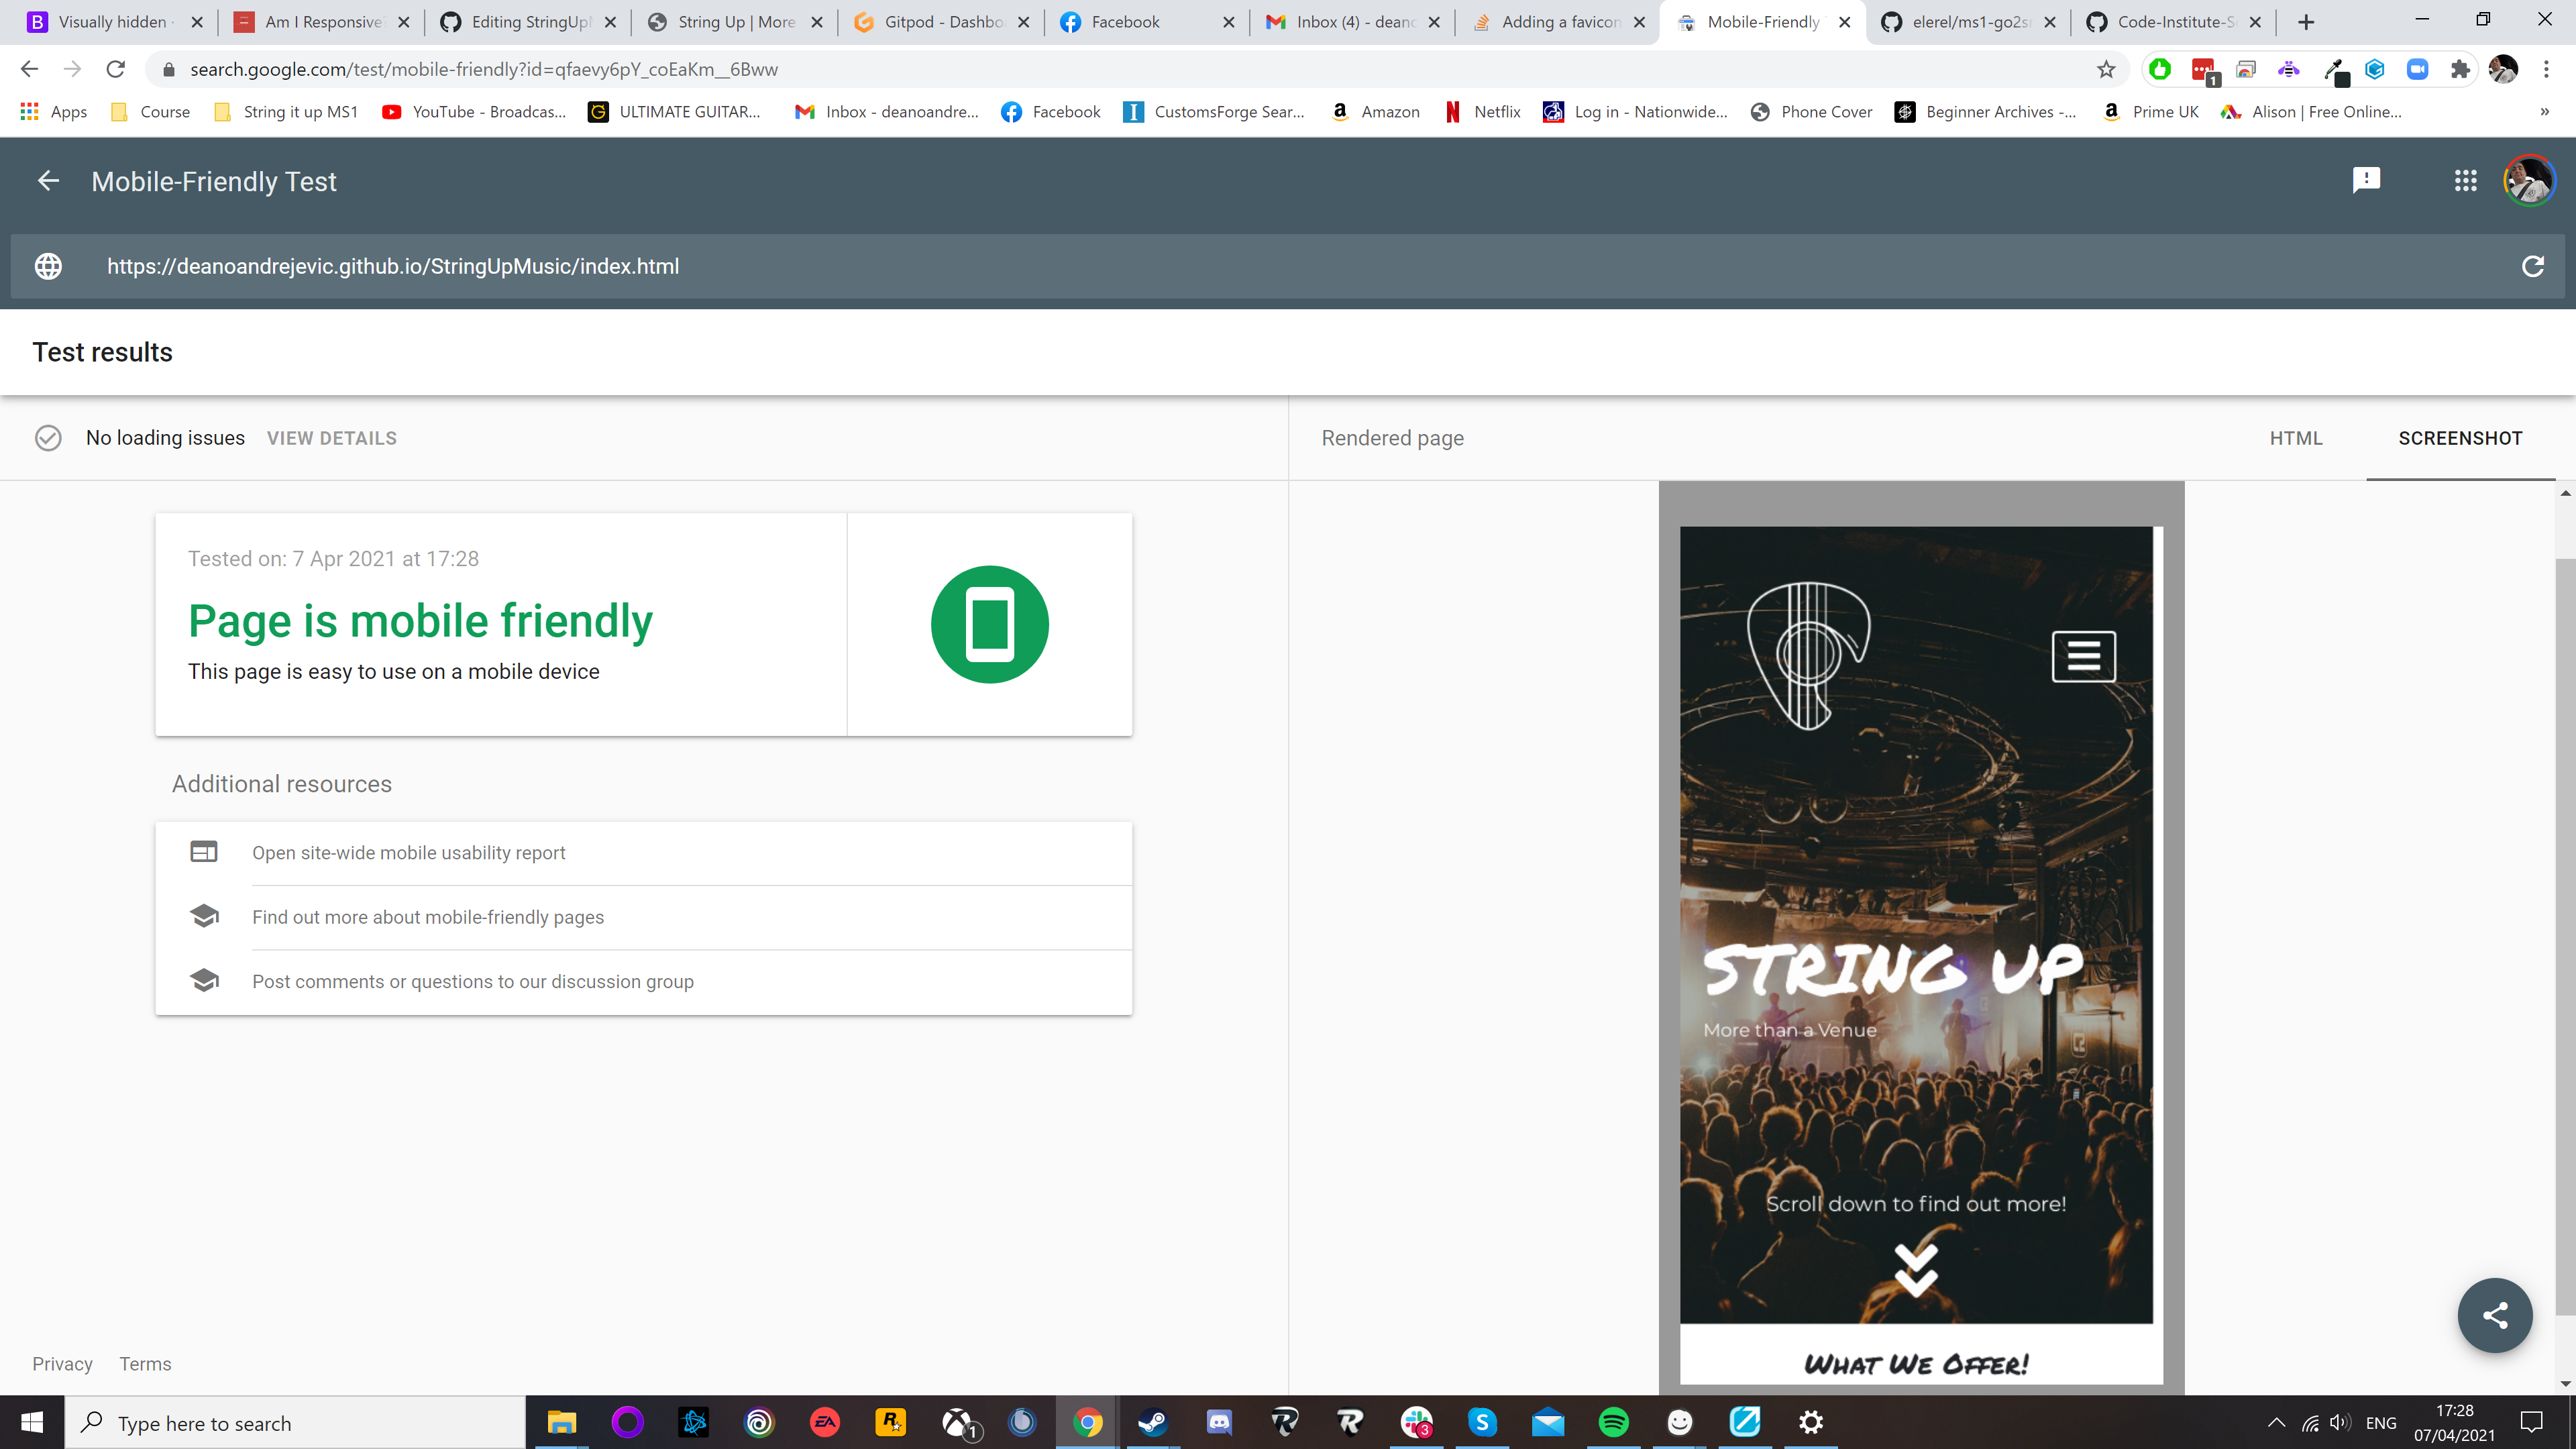 Visually hidden
Am I Responsive?
Editing StringUp
String Up | More
Gitpod - Dashbo
Facebook
Inbox (4) - dean
Adding a favicon
Mobile-Friendly
elerel/ms1-go2s
Code-Institute-S
search.google.com/test/mobile-friendly?id=qfaevy6pY_coEaKm__6Bww
1
Apps
Course
String it up MS1
YouTube - Broadcas...
ULTIMATE GUITAR...
Inbox - deanoandre...
Facebook
CustomsForge Sear...
Amazon
Netflix
Log in - Nationwide...
Phone Cover
Beginner Archives -...
Prime UK
Alison | Free Online...
»
Mobile-Friendly Test
https://deanoandrejevic.github.io/StringUpMusic/index.html
Test results
No loading issues
VIEW DETAILS
Rendered page
HTML
SCREENSHOT
Tested on: 7 Apr 2021 at 17:28
Page is mobile friendly
This page is easy to use on a mobile device
Additional resources
Open site-wide mobile usability report
Find out more about mobile-friendly pages
Post comments or questions to our discussion group
STRING UP
More than a Venue
Scroll down to find out more!
What We Offer!
Privacy
Terms
Type here to search
EA
1
3
ENG
17:28
07/04/2021